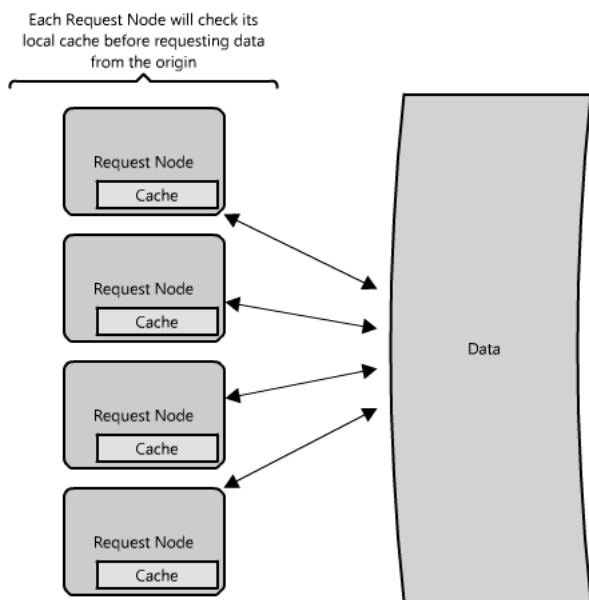 Each Request Node will check its
local cache before requesting data
from the origin
Request Node
Cache
Request Node
Cache
Data
Request Node
Cache
Request Node
Cache